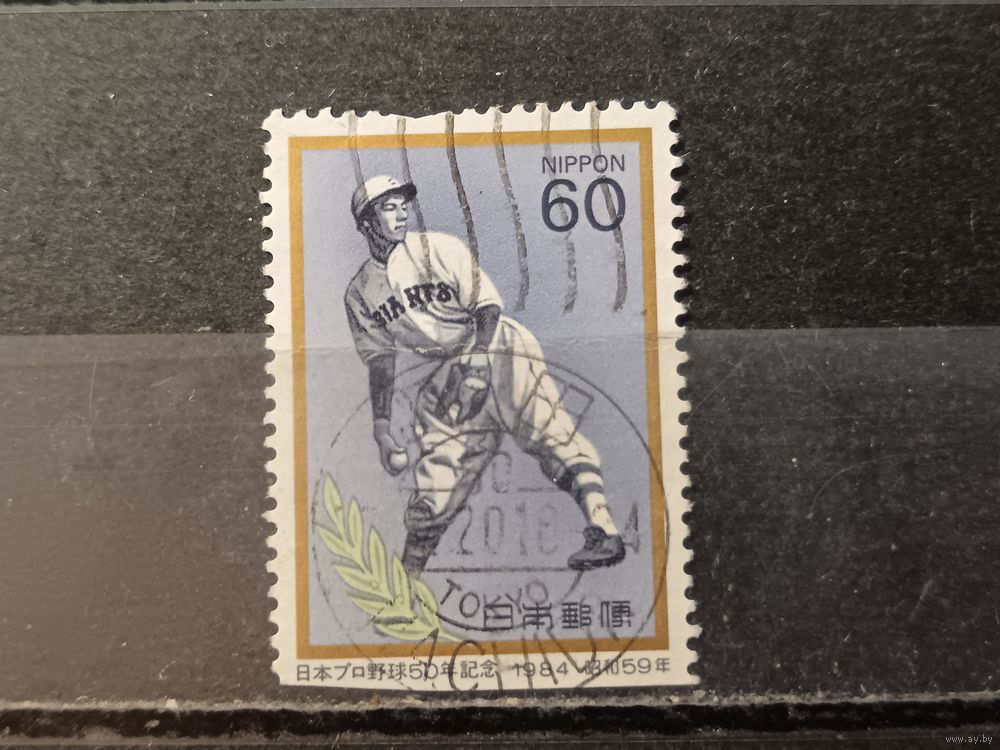 NIPPON
60
GIANTS
2018
TOKYO
日本郵便
日本プロ野球50年記念 1984 昭和59年
www.ay.by